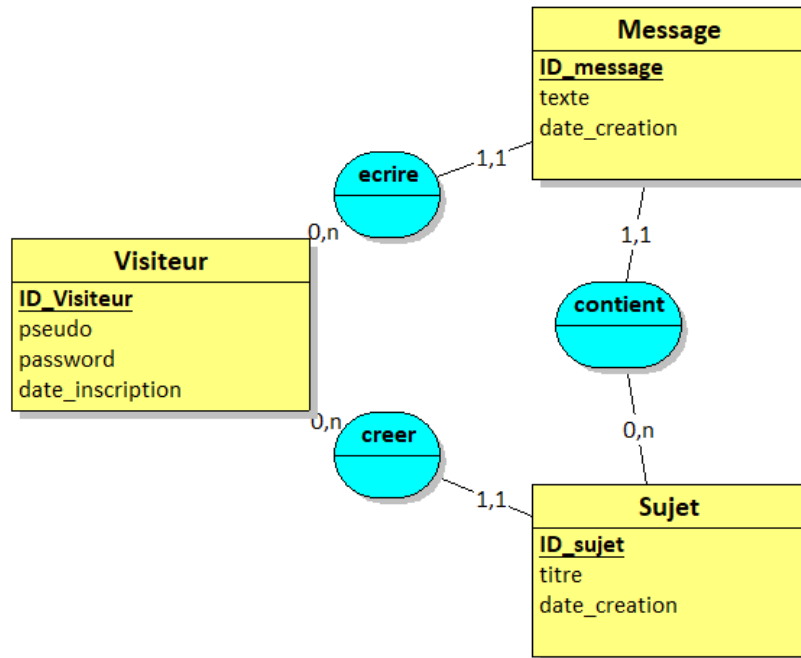 Message
ID_message
texte
date_creation
1,1
ecrire
0,n
1,1
Visiteur
ID_Visiteur
pseudo
password
date_inscription
contient
0,n
creer
0,n
1,1
Sujet
ID_sujet
titre
date_creation